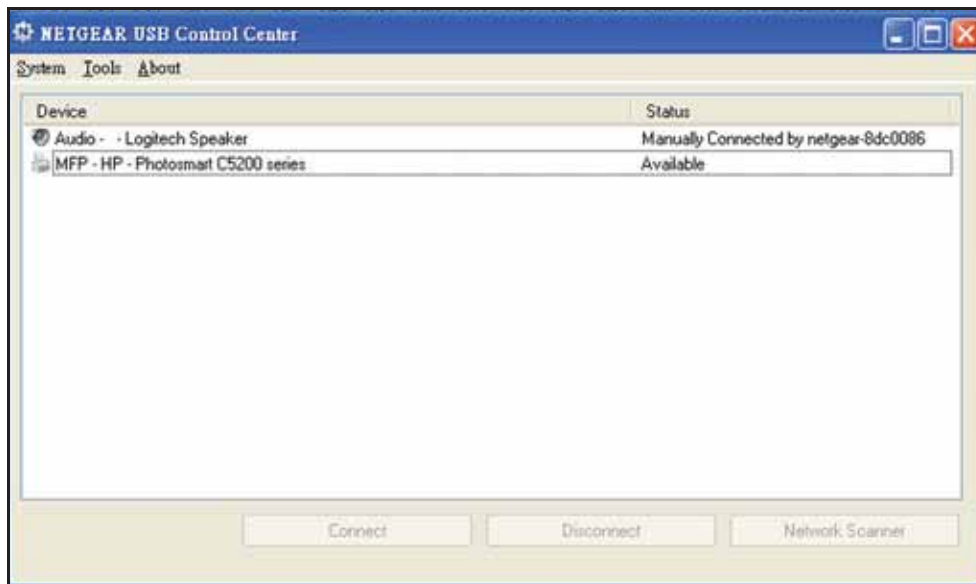 NETGEAR USB Control Center
System Tools About
Device Status
Audio - - Logitech Speaker Manually Connected by netgear-8dc0086
MFP - HP - Photosmart C5200 series Available
Connect Disconnect Network Scanner